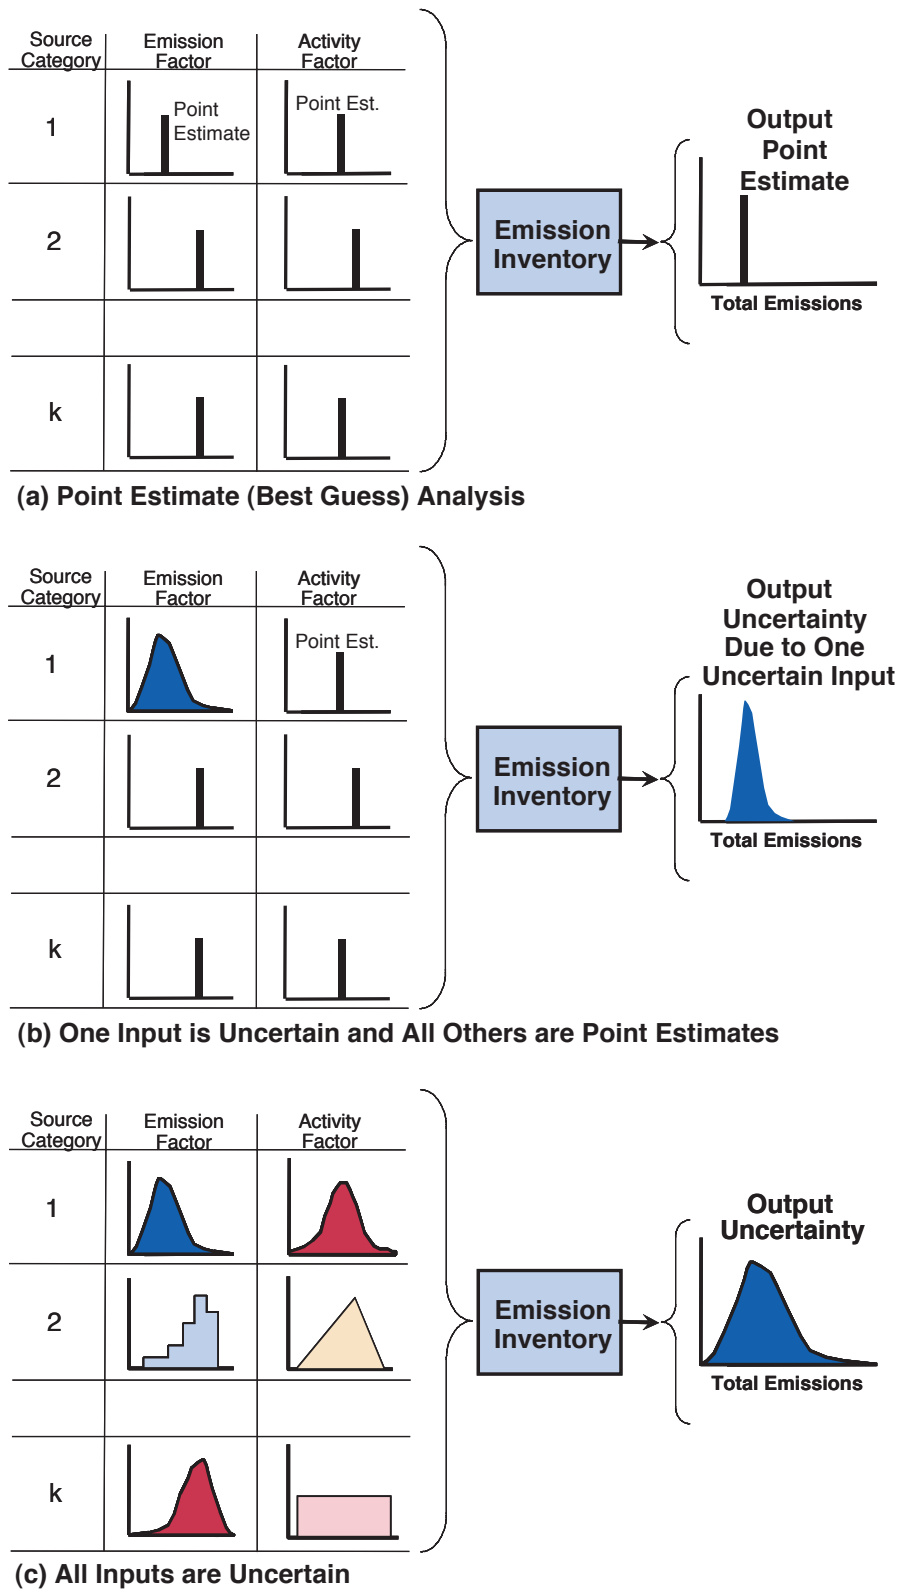 Source
Category
Emission
Factor
Activity
Factor
1
Point
Estimate
Point Est.
2
k
Emission
Inventory
Output
Point
Estimate
Total Emissions
(a) Point Estimate (Best Guess) Analysis
Source
Category
Emission
Factor
Activity
Factor
1
Point Est.
2
k
Emission
Inventory
Output
Uncertainty
Due to One
Uncertain Input
Total Emissions
(b) One Input is Uncertain and All Others are Point Estimates
Source
Category
Emission
Factor
Activity
Factor
1
2
k
Emission
Inventory
Output
Uncertainty
Total Emissions
(c) All Inputs are Uncertain